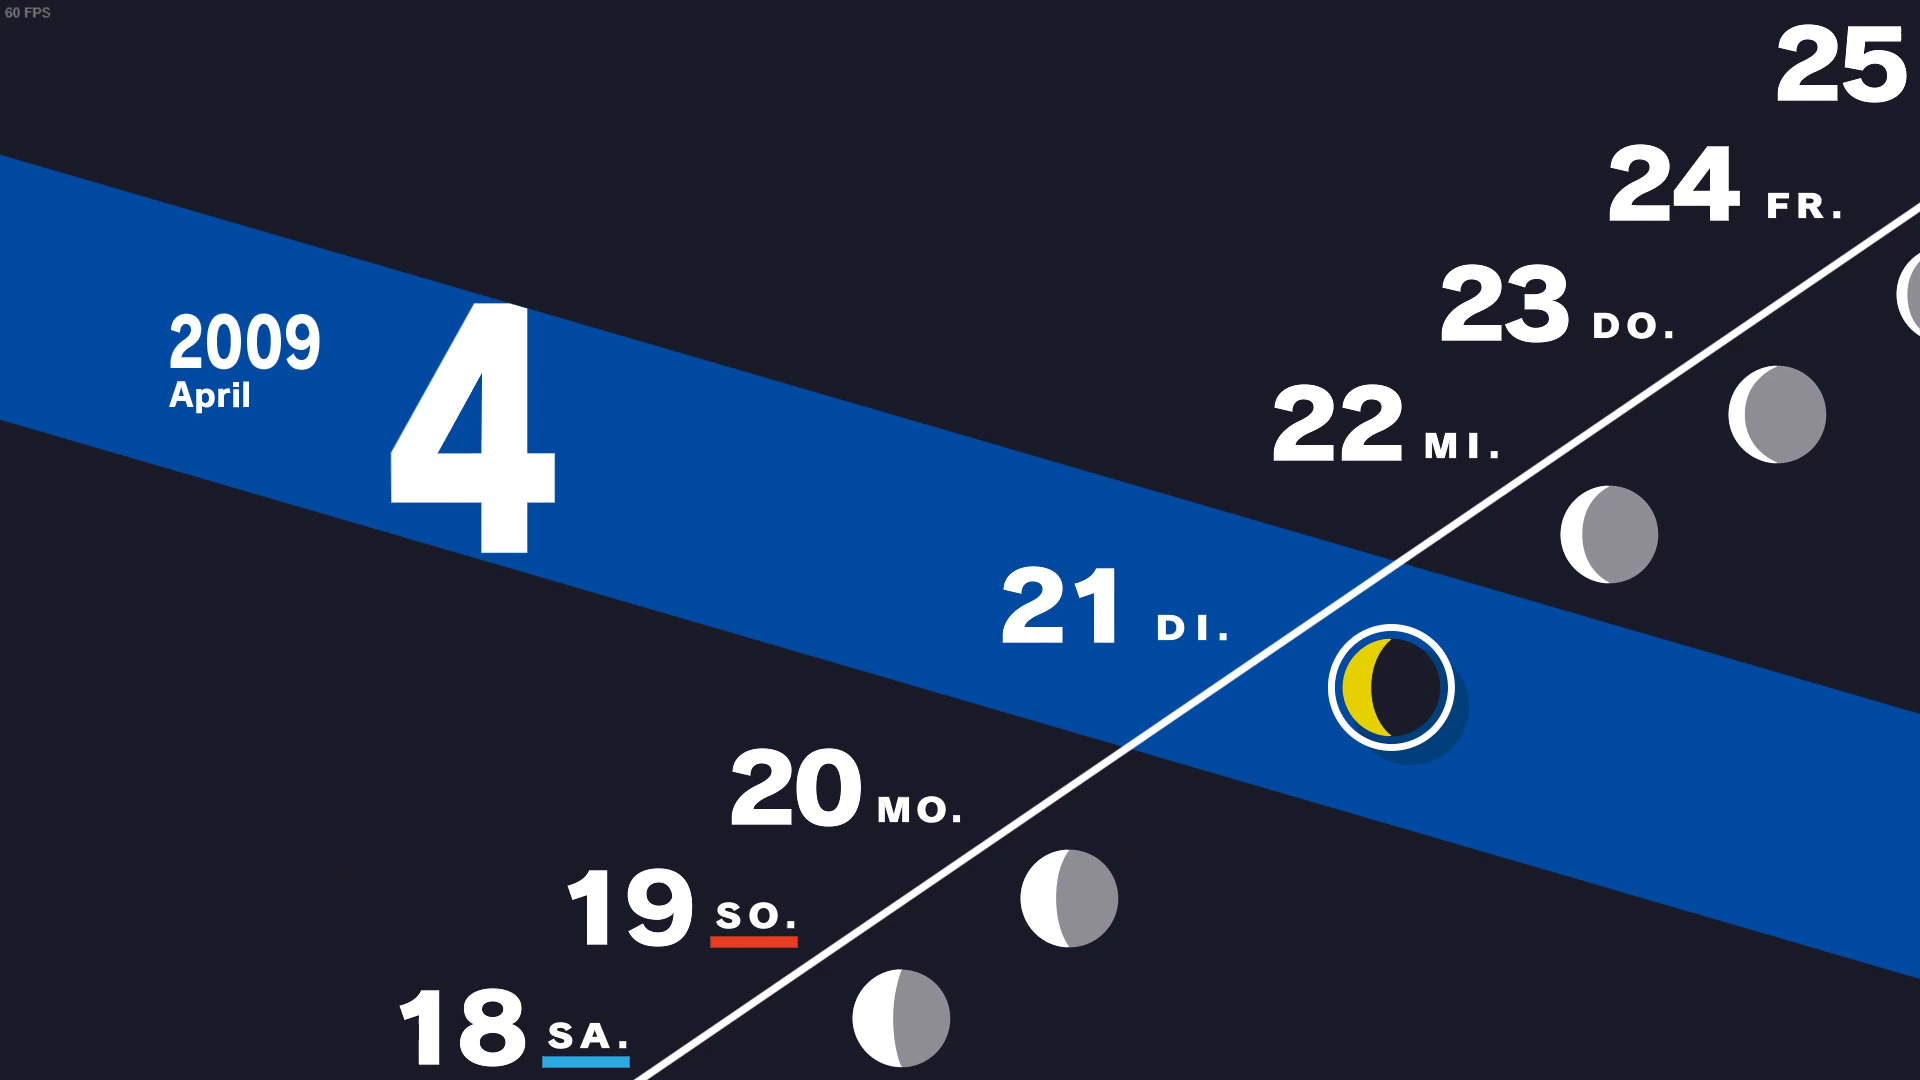 60 FPS
25
24 FR.
23 DO.
22 MI.
2009
April
4
21 DI.
20 MO.
19 SO.
18 SA.